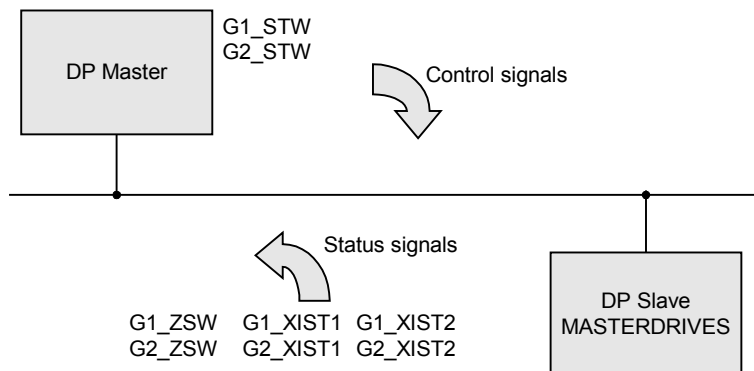 G1_STW
G2_STW
DP Master
Control signals
Status signals
G1_ZSW G1_XIST1 G1_XIST2
G2_ZSW G2_XIST1 G2_XIST2
DP Slave
MASTERDRIVES